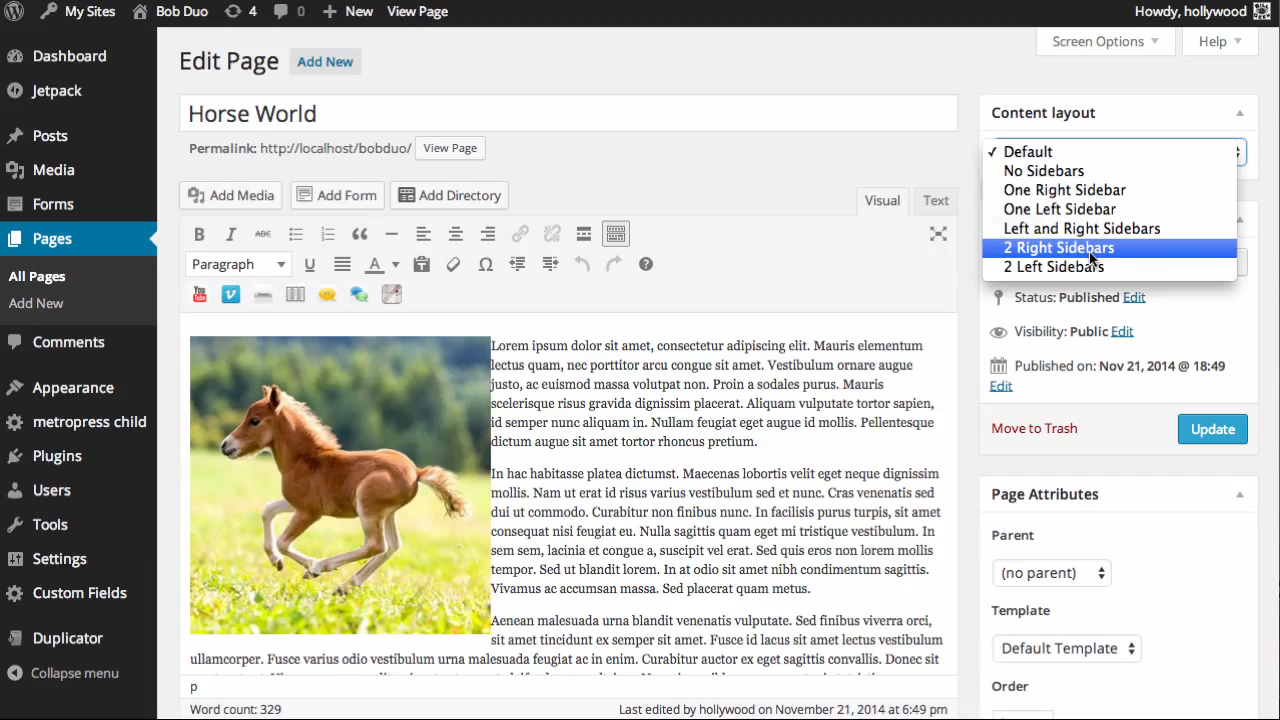 My Sites
Bob Duo
4
0
New
View Page
Howdy, hollywood
Dashboard
Jetpack
Posts
Media
Forms
Pages
All Pages
Add New
Comments
Appearance
metropress child
Plugins
Users
Tools
Settings
Custom Fields
Duplicator
Collapse menu
Screen Options
Help
Edit Page
Add New
Horse World
Permalink: http://localhost/bobduo/
View Page
Add Media
Add Form
Add Directory
Visual
Text
B I ABC
Paragraph
U
A
Ω
You
Tube
Lorem ipsum dolor sit amet, consectetur adipiscing elit. Mauris elementum
lectus quam, nec porttitor arcu congue sit amet. Vestibulum ornare augue
justo, ac euismod massa volutpat non. Proin a sodales purus. Mauris
scelerisque risus gravida dignissim placerat. Aliquam vulputate tortor sapien,
id semper nunc aliquam in. Nullam feugiat eget augue id mollis. Pellentesque
dictum augue sit amet tortor rhoncus pretium.
In hac habitasse platea dictumst. Maecenas lobortis velit eget neque dignissim
mollis. Nam ut erat id risus varius vestibulum sed et nunc. Cras venenatis sed
dui ut commodo. Curabitur non finibus nunc. In facilisis purus turpis, sit amet
consequat nisi feugiat eu. Nulla sagittis quam eget mi tristique vestibulum. In
sem sem, lacinia et congue a, suscipit vel erat. Sed quis eros non lorem mollis
tempor. Sed ut blandit lorem. In at odio sit amet nibh condimentum sagittis.
Vivamus ac accumsan massa. Sed placerat quam metus.
Aenean malesuada urna blandit venenatis vulputate. Sed finibus viverra orci,
sit amet tincidunt ex semper sit amet. Fusce id lacus sit amet lectus vestibulum
ullamcorper. Fusce varius odio vestibulum urna malesuada feugiat ac in enim. Curabitur auctor ex eget sagittis convallis. Donec sit
p
Word count: 329
Last edited by hollywood on November 21, 2014 at 6:49 pm
Content layout
✓ Default
No Sidebars
One Right Sidebar
One Left Sidebar
Left and Right Sidebars
2 Right Sidebars
2 Left Sidebars
Status: Published Edit
Visibility: Public Edit
Published on: Nov 21, 2014 @ 18:49
Edit
Move to Trash
Update
Page Attributes
Parent
(no parent)
Template
Default Template
Order